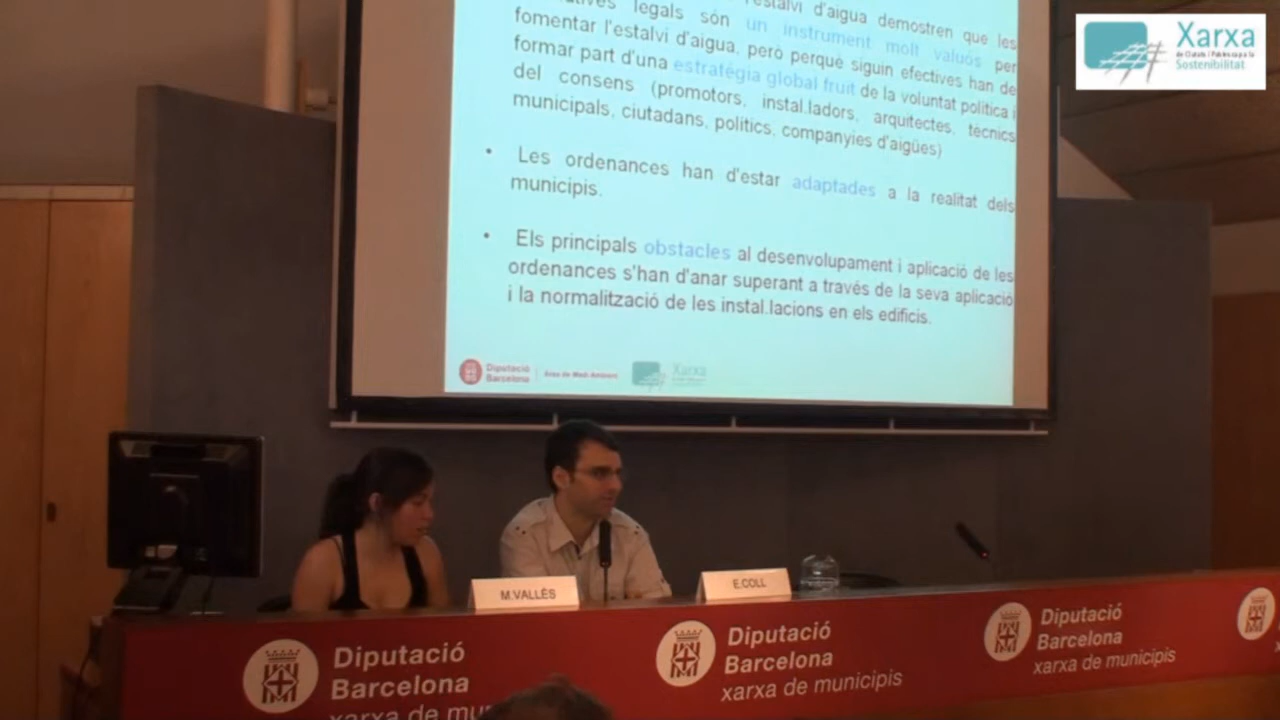 l'estalvi d'aigua demostren que les
legals són un instrument molt valuós per
fomentar l'estalvi d'aigua, però perquè siguin efectives han de
formar part d'una estratègia global fruit de la voluntat política i
del consens (promotors, instal.ladors, arquitectes, tècnics
municipals, ciutadans, polítics, companyies d'aigües)
• Les ordenances han d'estar adaptades a la realitat dels
municipis.
• Els principals obstacles al desenvolupament i aplicació de les
ordenances s'han d'anar superant a través de la seva aplicació
i la normalització de les instal.lacions en els edificis.
Diputació
Barcelona
Àrea de Medi Ambient
Xarxa
Xarxa
de Ciutats i Pobles cap a la
Sostenibilitat
M.VALLÈS
E.COLL
Diputació
Barcelona
xarxa de mu
Diputació
Barcelona
xarxa de municipis
Diputació
Barcelona
xarxa de municipis